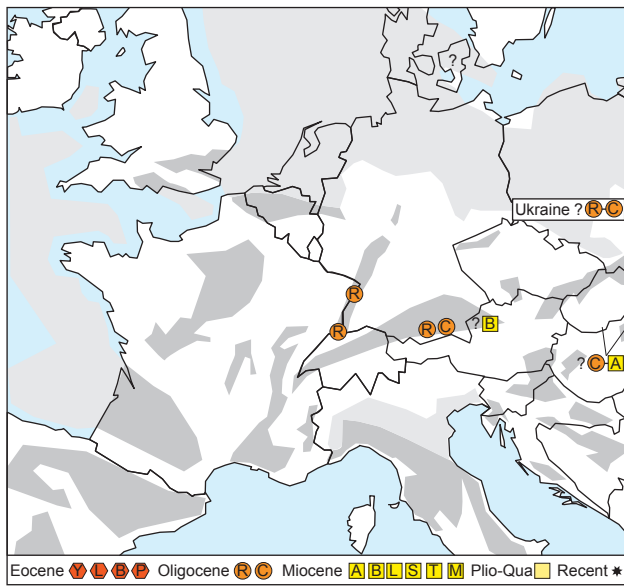 ?
Ukraine ? R C
R
R
R C
? B
? C A
Eocene Y L B P Oligocene R C Miocene A B L S T M Plio-Qua Recent *